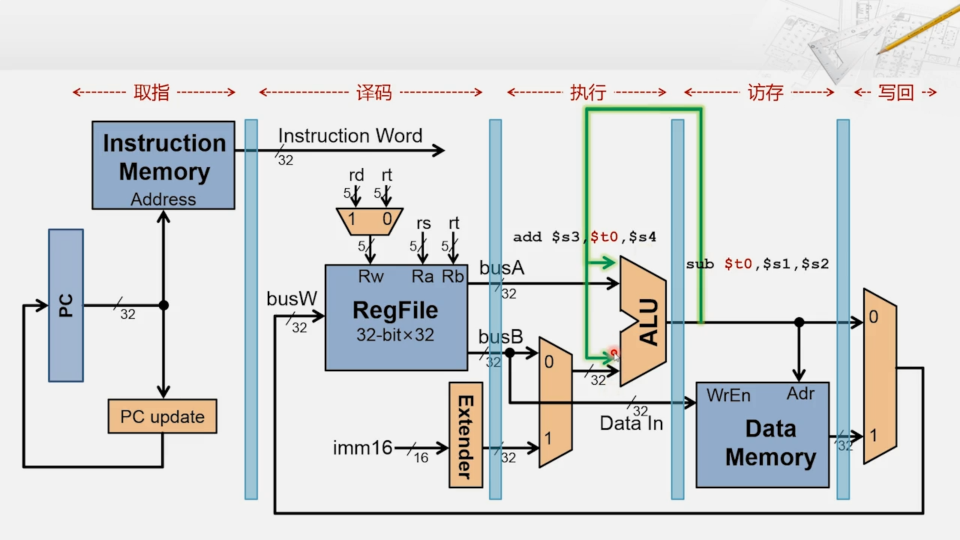 取指 译码 执行 访存 写回
Instruction
Memory
Address
Instruction Word
32
rd rt
5 5
1 0
rs rt
5 5 5
Rw Ra Rb
RegFile
32-bit×32
busW
32
busA
32
busB
32
PC
32
PC update
Extender
imm16
16
32
0
1
32
add $s3,$t0,$s4
ALU
sub $t0,$s1,$s2
32
Data In
WrEn Adr
Data
Memory
32
0
1